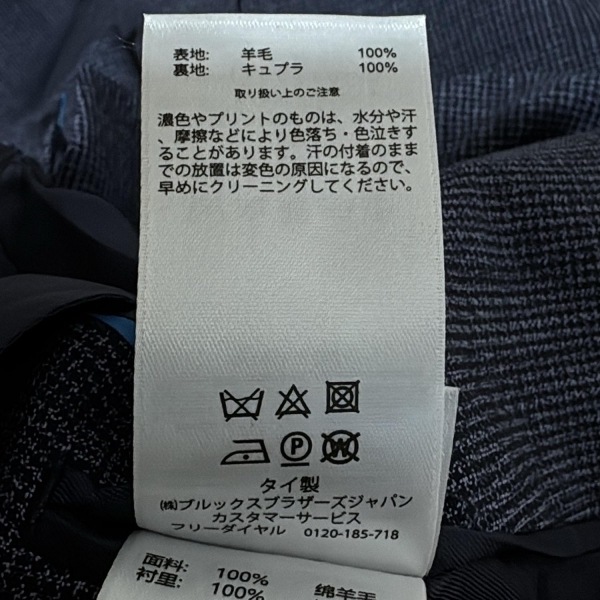 表地: 羊毛 100%
裏地: キュプラ 100%
取り扱い上のご注意
濃色やプリントのものは、水分や汗
、摩擦などにより色落ち・色泣きす
ることがあります。汗の付着のまま
での放置は変色の原因になるので、
早めにクリーニングしてください。
P W
タイ製
㈱ブルックスブラザーズジャパン
カスタマーサービス
フリーダイヤル 0120-185-718
面料: 100% 绵羊毛
衬里: 100%